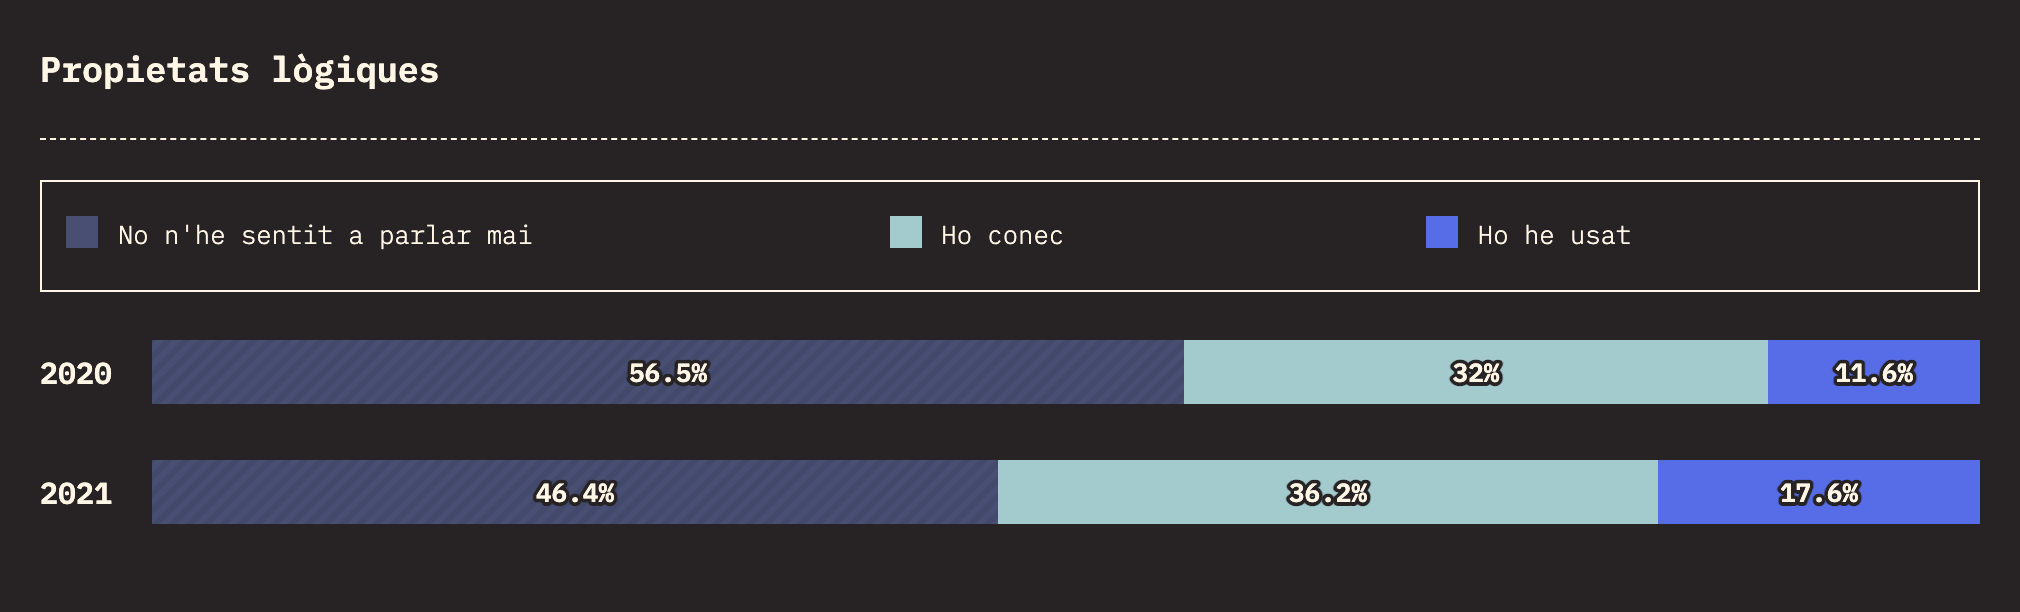 Propietats lògiques
No n'he sentit a parlar mai
Ho conec
Ho he usat
2020
56.5%
32%
11.6%
2021
46.4%
36.2%
17.6%